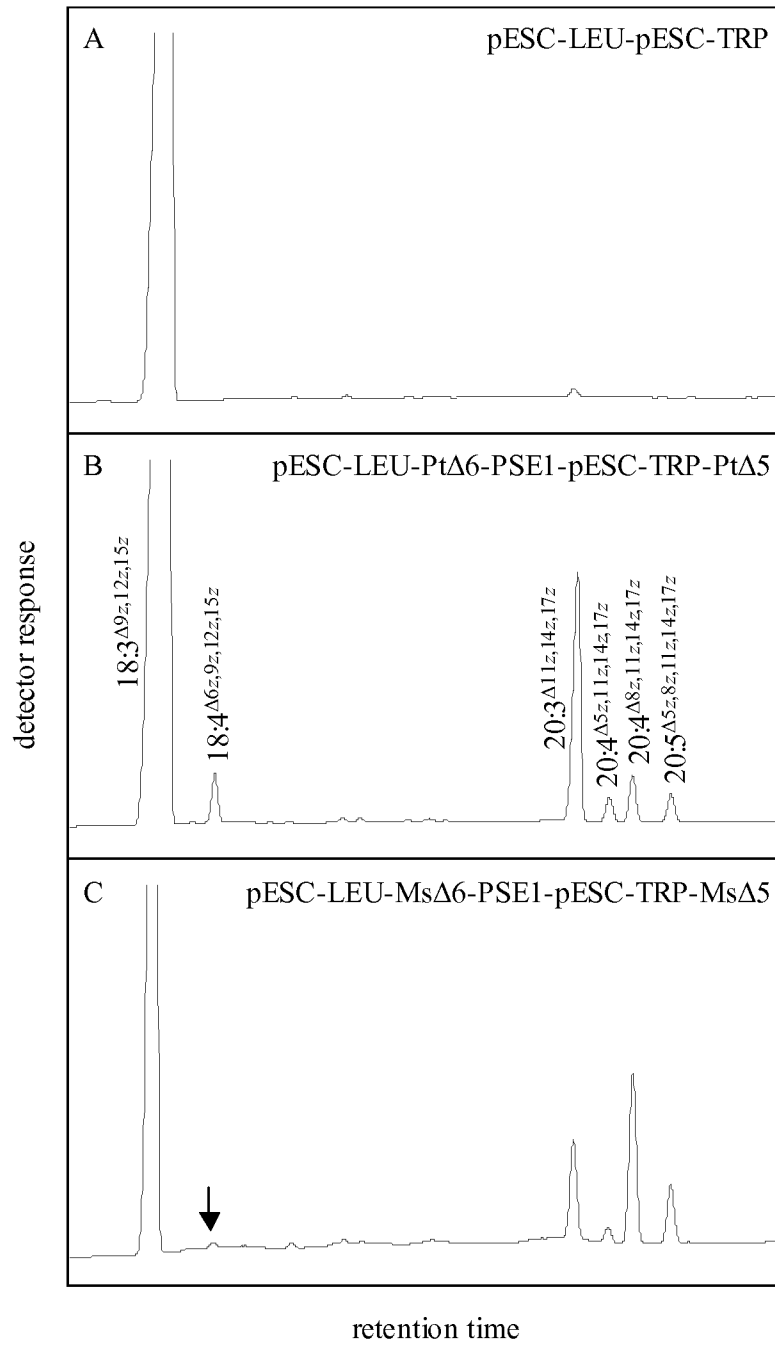 A
pESC-LEU-pESC-TRP
B
pESC-LEU-PtΔ6-PSE1-pESC-TRP-PtΔ5
18:3Δ9z,12z,15z
18:4Δ6z,9z,12z,15z
20:3Δ11z,14z,17z
20:4Δ5z,11z,14z,17z
20:4Δ8z,11z,14z,17z
20:5Δ5z,8z,11z,14z,17z
detector response
C
pESC-LEU-MsΔ6-PSE1-pESC-TRP-MsΔ5
retention time